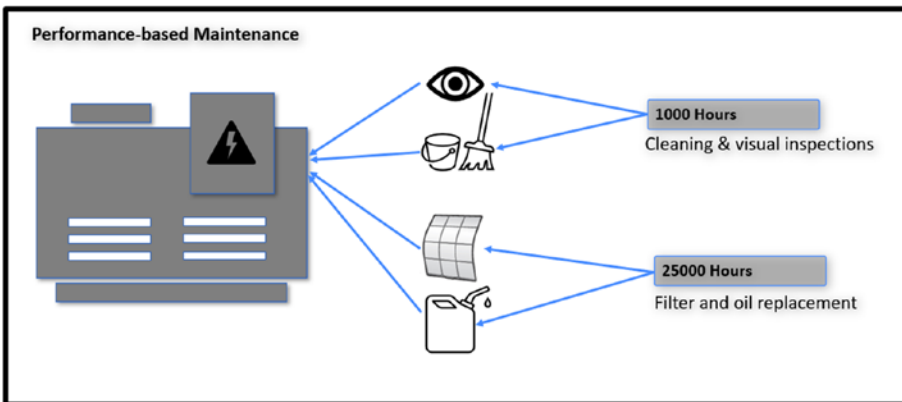 Performance-based Maintenance
1000 Hours
Cleaning & visual inspections
25000 Hours
Filter and oil replacement